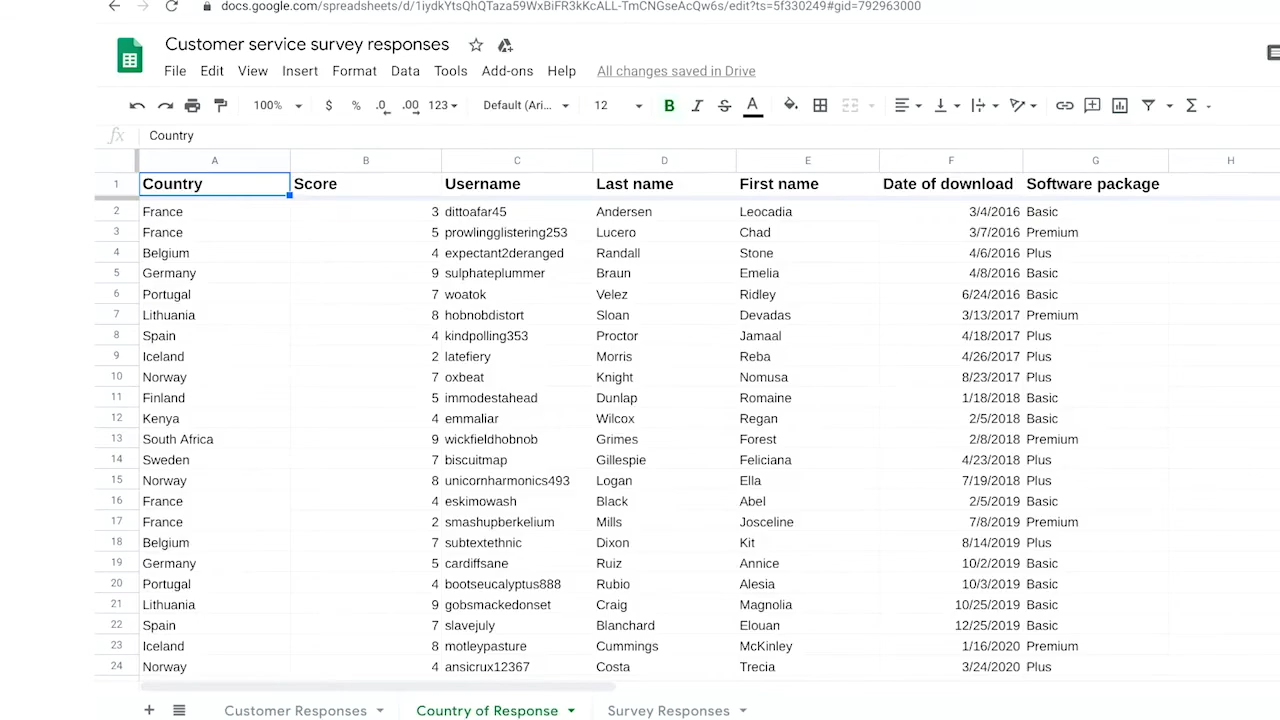 docs.google.com/spreadsheets/d/1iydkYtsQhQTaza59WxBiFR3kKcALL-TmCNGseAcQw6s/edit?ts=5f330249#gid=792963000
Customer service survey responses
File Edit View Insert Format Data Tools Add-ons Help All changes saved in Drive
100% $ % .0 .00 123 Default (Ari... 12 B I S A Σ
fx Country
A B C D E F G H
1 Country Score Username Last name First name Date of download Software package
2 France 3 dittoafar45 Andersen Leocadia 3/4/2016 Basic
3 France 5 prowlingglistering253 Lucero Chad 3/7/2016 Premium
4 Belgium 4 expectant2deranged Randall Stone 4/6/2016 Plus
5 Germany 9 sulphateplummer Braun Emelia 4/8/2016 Basic
6 Portugal 7 woatok Velez Ridley 6/24/2016 Basic
7 Lithuania 8 hobnobdistort Sloan Devadas 3/13/2017 Premium
8 Spain 4 kindpolling353 Proctor Jamaal 4/18/2017 Plus
9 Iceland 2 latefiery Morris Reba 4/26/2017 Plus
10 Norway 7 oxbeat Knight Nomusa 8/23/2017 Plus
11 Finland 5 immodestahead Dunlap Romaine 1/18/2018 Basic
12 Kenya 4 emmaliar Wilcox Regan 2/5/2018 Basic
13 South Africa 9 wickfieldhobnob Grimes Forest 2/8/2018 Premium
14 Sweden 7 biscuitmap Gillespie Feliciana 4/23/2018 Plus
15 Norway 8 unicornharmonics493 Logan Ella 7/19/2018 Plus
16 France 4 eskimowash Black Abel 2/5/2019 Basic
17 France 2 smashupberkelium Mills Josceline 7/8/2019 Premium
18 Belgium 7 subtextethnic Dixon Kit 8/14/2019 Plus
19 Germany 5 cardiffsane Ruiz Annice 10/2/2019 Basic
20 Portugal 4 bootseucalyptus888 Rubio Alesia 10/3/2019 Basic
21 Lithuania 9 gobsmackedonset Craig Magnolia 10/25/2019 Basic
22 Spain 7 slavejuly Blanchard Elouan 12/25/2019 Basic
23 Iceland 8 motleypasture Cummings McKinley 1/16/2020 Premium
24 Norway 4 ansicrux12367 Costa Trecia 3/24/2020 Plus
Customer Responses Country of Response Survey Responses